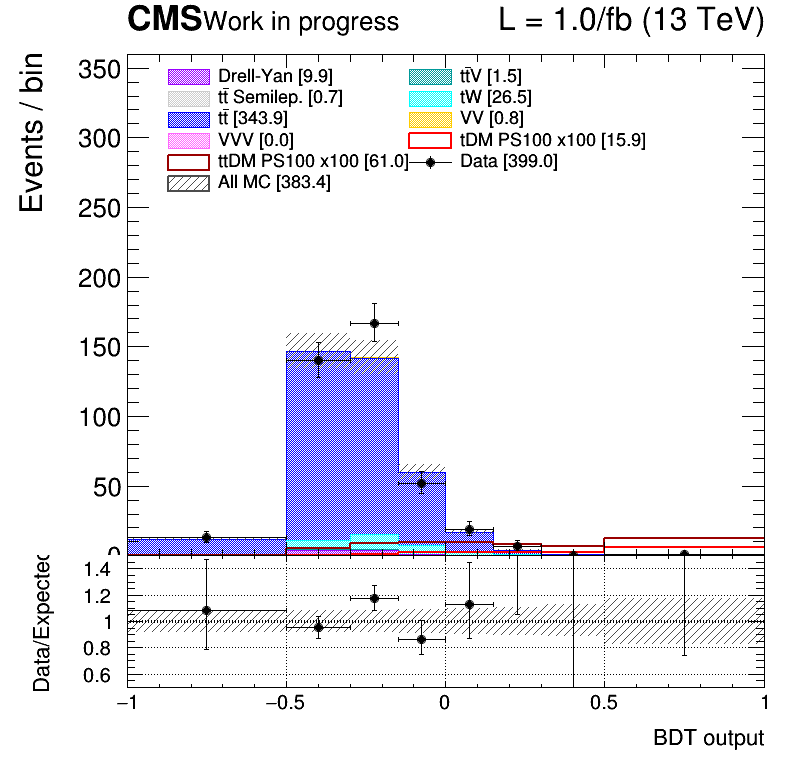 CMS Work in progress L = 1.0/fb (13 TeV)
Events / bin
350
300
250
200
150
100
50
0
Drell-Yan [9.9]
tt̄V [1.5]
tt̄ Semilep. [0.7]
tW [26.5]
tt̄ [343.9]
VV [0.8]
VVV [0.0]
tDM PS100 x100 [15.9]
ttDM PS100 x100 [61.0]
Data [399.0]
All MC [383.4]
Data/Expected
1.4
1.2
1
0.8
0.6
−1 −0.5 0 0.5 1
BDT output